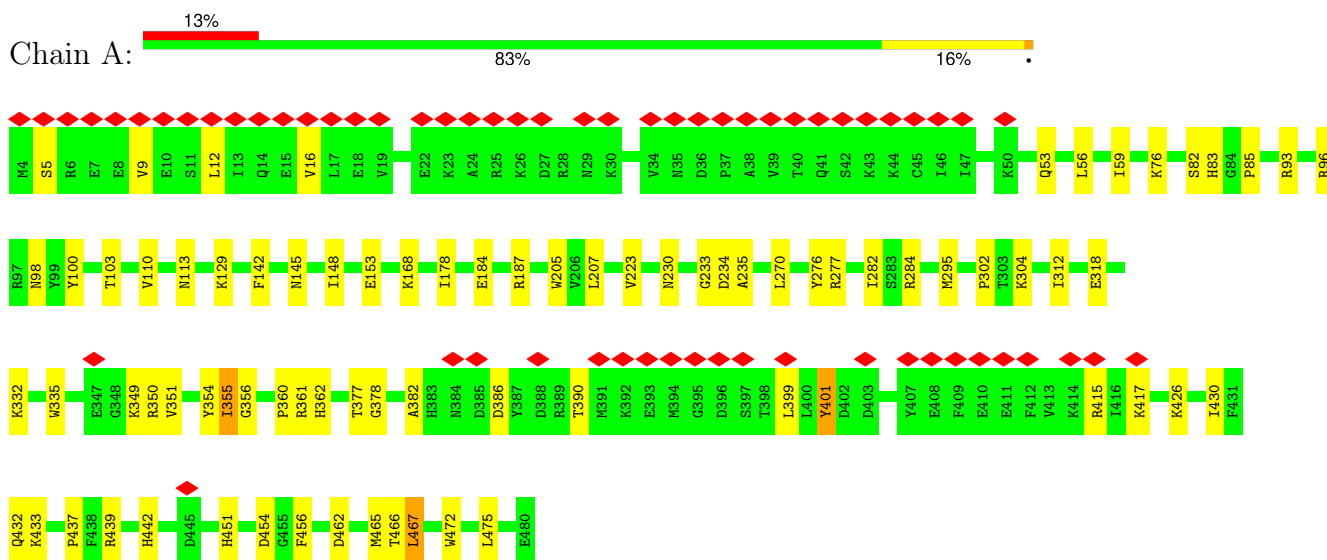 13%
Chain A:
83% 16% •
M4 S5 R6 E7 E8 V9 E10 S11 L12 I13 Q14 E15 V16 L17 E18 V19 E22 K23 A24 R25 K26 D27 R28 N29 K30 V34 N35 D36 P37 A38 V39 T40 Q41 S42 K43 K44 C45 I46 I47 K50 Q53 L56 I59 K76 S82 H83 G84 P85 R93 R96
R97 N98 Y99 Y100 T103 V110 N113 K129 F142 N145 I148 E153 K168 I178 E184 R187 W205 V206 L207 V223 N230 G233 D234 A235 L270 Y276 R277 I282 S283 R284 M295 P302 T303 K304 I312 E318
K332 W335 E347 G348 K349 R350 V351 Y354 I355 G356 P360 R361 H362 T377 G378 A382 H383 N384 D385 D386 Y387 D388 R389 T390 M391 K392 E393 M394 G395 D396 S397 T398 L399 L400 Y401 D402 D403 Y407 E408 F409 E410 E411 F412 V413 K414 R415 I416 K417 K426 I430 F431
Q432 K433 P437 F438 R439 H442 D445 H451 D454 G455 F456 D462 M465 T466 L467 W472 L475 E480